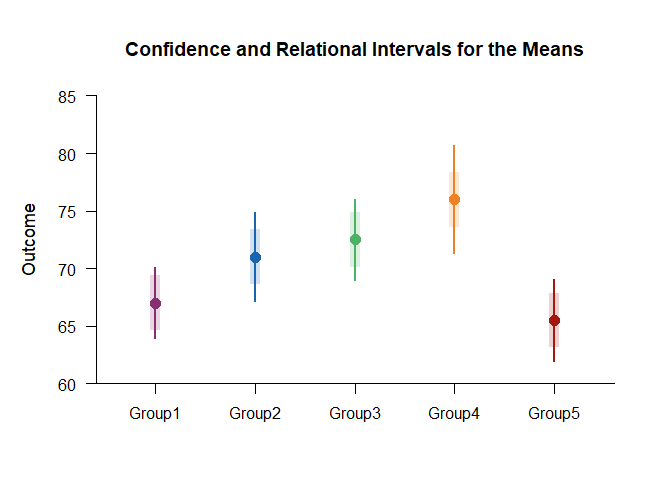 Confidence and Relational Intervals for the Means
Outcome
85
80
75
70
65
60
Group1 Group2 Group3 Group4 Group5